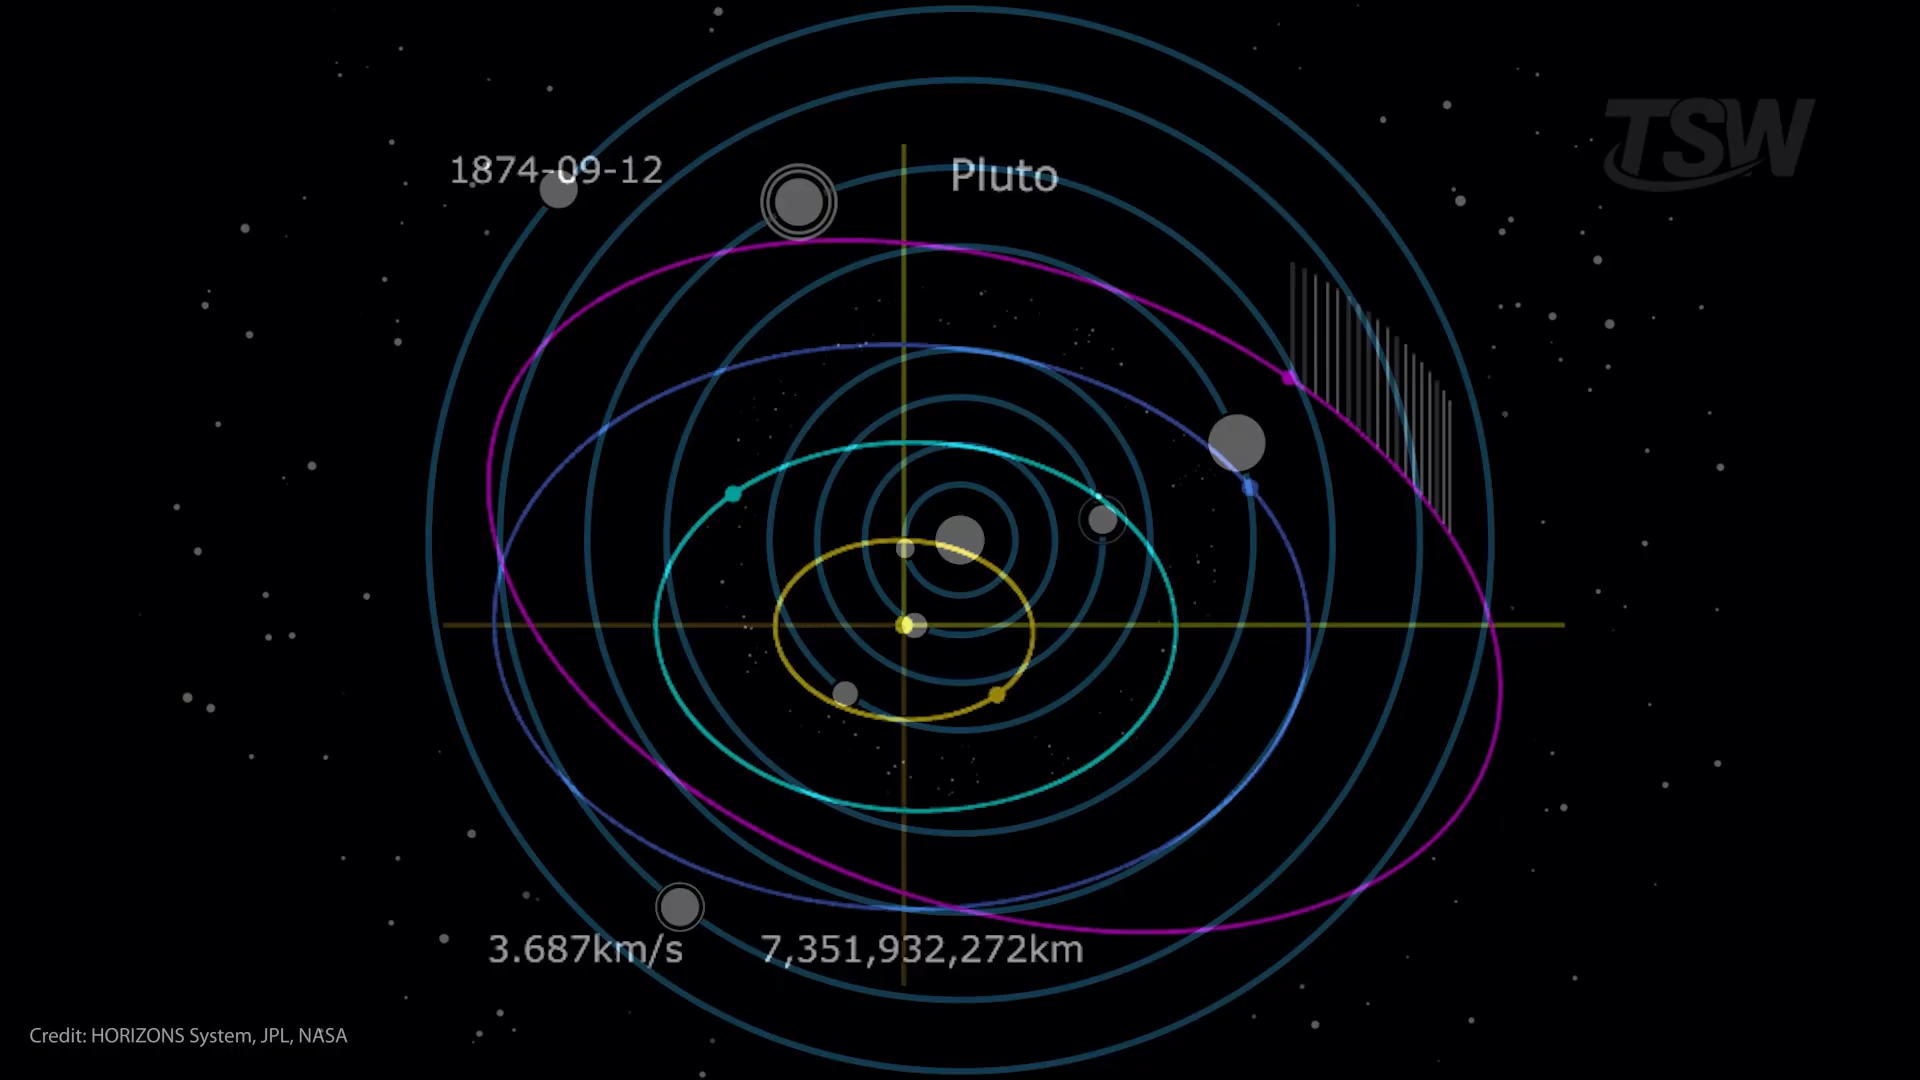 TSW
1874-09-12
Pluto
3.687km/s
7,351,932,272km
Credit: HORIZONS System, JPL, NASA